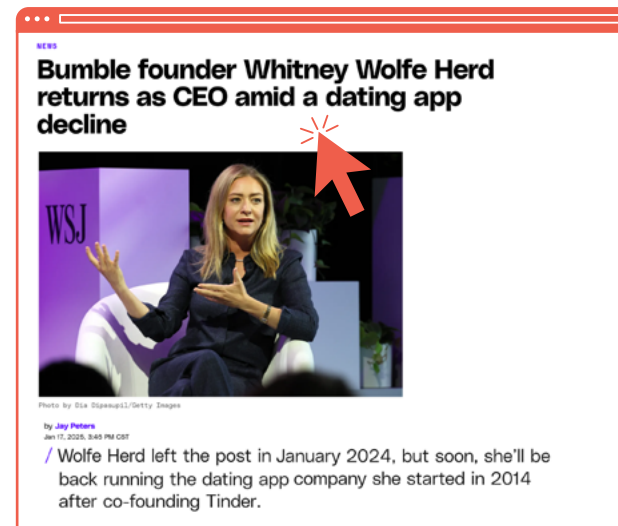 NEWS
Bumble founder Whitney Wolfe Herd
returns as CEO amid a dating app
decline
WSJ
Photo by Dia Dipasupil/Getty Images
by Jay Peters
Jan 17, 2025, 3:45 PM CST
/ Wolfe Herd left the post in January 2024, but soon, she’ll be
back running the dating app company she started in 2014
after co-founding Tinder.